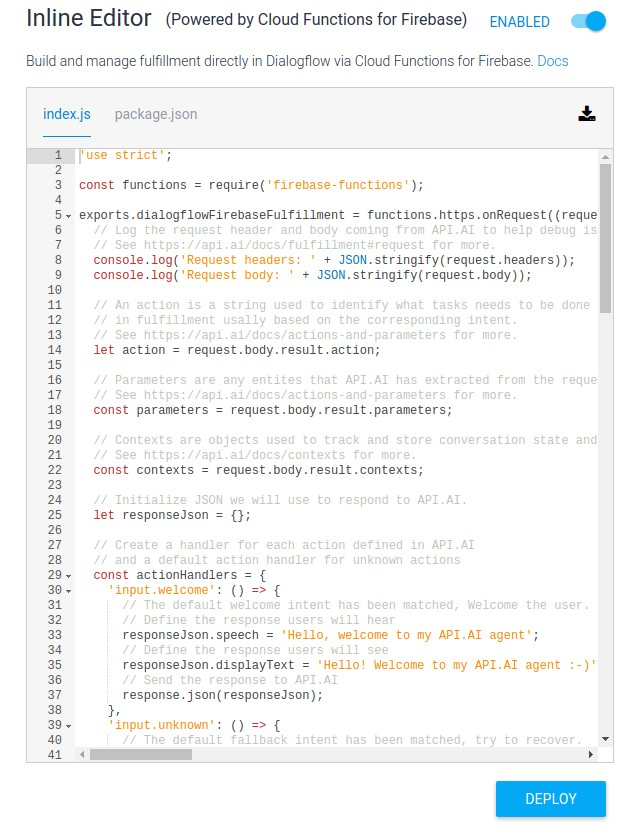 Inline Editor (Powered by Cloud Functions for Firebase) ENABLED
Build and manage fulfillment directly in Dialogflow via Cloud Functions for Firebase. Docs
index.js package.json
1 'use strict';
2
3 const functions = require('firebase-functions');
4
5 exports.dialogflowFirebaseFulfillment = functions.https.onRequest((reque
6 // Log the request header and body coming from API.AI to help debug is
7 // See https://api.ai/docs/fulfillment#request for more.
8 console.log('Request headers: ' + JSON.stringify(request.headers));
9 console.log('Request body: ' + JSON.stringify(request.body));
10
11 // An action is a string used to identify what tasks needs to be done
12 // in fulfillment usally based on the corresponding intent.
13 // See https://api.ai/docs/actions-and-parameters for more.
14 let action = request.body.result.action;
15
16 // Parameters are any entites that API.AI has extracted from the reque
17 // See https://api.ai/docs/actions-and-parameters for more.
18 const parameters = request.body.result.parameters;
19
20 // Contexts are objects used to track and store conversation state and
21 // See https://api.ai/docs/contexts for more.
22 const contexts = request.body.result.contexts;
23
24 // Initialize JSON we will use to respond to API.AI.
25 let responseJson = {};
26
27 // Create a handler for each action defined in API.AI
28 // and a default action handler for unknown actions
29 const actionHandlers = {
30 'input.welcome': () => {
31 // The default welcome intent has been matched, Welcome the user.
32 // Define the response users will hear
33 responseJson.speech = 'Hello, welcome to my API.AI agent';
34 // Define the response users will see
35 responseJson.displayText = 'Hello! Welcome to my API.AI agent :-)'
36 // Send the response to API.AI
37 response.json(responseJson);
38 },
39 'input.unknown': () => {
40 // The default fallback intent has been matched, try to recover.
41
DEPLOY